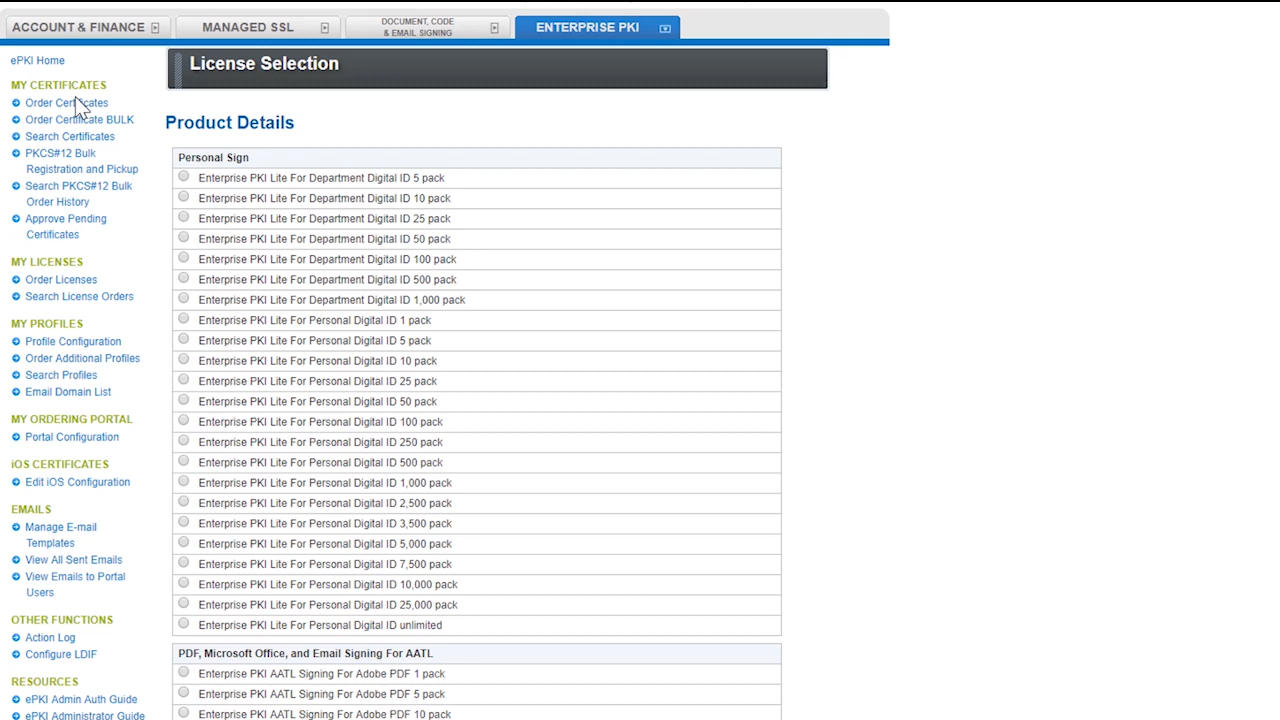 ACCOUNT & FINANCE
MANAGED SSL
DOCUMENT, CODE
& EMAIL SIGNING
ENTERPRISE PKI
ePKI Home
MY CERTIFICATES
Order Certificates
Order Certificate BULK
Search Certificates
PKCS#12 Bulk
Registration and Pickup
Search PKCS#12 Bulk
Order History
Approve Pending
Certificates
MY LICENSES
Order Licenses
Search License Orders
MY PROFILES
Profile Configuration
Order Additional Profiles
Search Profiles
Email Domain List
MY ORDERING PORTAL
Portal Configuration
iOS CERTIFICATES
Edit iOS Configuration
EMAILS
Manage E-mail
Templates
View All Sent Emails
View Emails to Portal
Users
OTHER FUNCTIONS
Action Log
Configure LDIF
RESOURCES
ePKI Admin Auth Guide
ePKI Administrator Guide
License Selection
Product Details
Personal Sign
Enterprise PKI Lite For Department Digital ID 5 pack
Enterprise PKI Lite For Department Digital ID 10 pack
Enterprise PKI Lite For Department Digital ID 25 pack
Enterprise PKI Lite For Department Digital ID 50 pack
Enterprise PKI Lite For Department Digital ID 100 pack
Enterprise PKI Lite For Department Digital ID 500 pack
Enterprise PKI Lite For Department Digital ID 1,000 pack
Enterprise PKI Lite For Personal Digital ID 1 pack
Enterprise PKI Lite For Personal Digital ID 5 pack
Enterprise PKI Lite For Personal Digital ID 10 pack
Enterprise PKI Lite For Personal Digital ID 25 pack
Enterprise PKI Lite For Personal Digital ID 50 pack
Enterprise PKI Lite For Personal Digital ID 100 pack
Enterprise PKI Lite For Personal Digital ID 250 pack
Enterprise PKI Lite For Personal Digital ID 500 pack
Enterprise PKI Lite For Personal Digital ID 1,000 pack
Enterprise PKI Lite For Personal Digital ID 2,500 pack
Enterprise PKI Lite For Personal Digital ID 3,500 pack
Enterprise PKI Lite For Personal Digital ID 5,000 pack
Enterprise PKI Lite For Personal Digital ID 7,500 pack
Enterprise PKI Lite For Personal Digital ID 10,000 pack
Enterprise PKI Lite For Personal Digital ID 25,000 pack
Enterprise PKI Lite For Personal Digital ID unlimited
PDF, Microsoft Office, and Email Signing For AATL
Enterprise PKI AATL Signing For Adobe PDF 1 pack
Enterprise PKI AATL Signing For Adobe PDF 5 pack
Enterprise PKI AATL Signing For Adobe PDF 10 pack